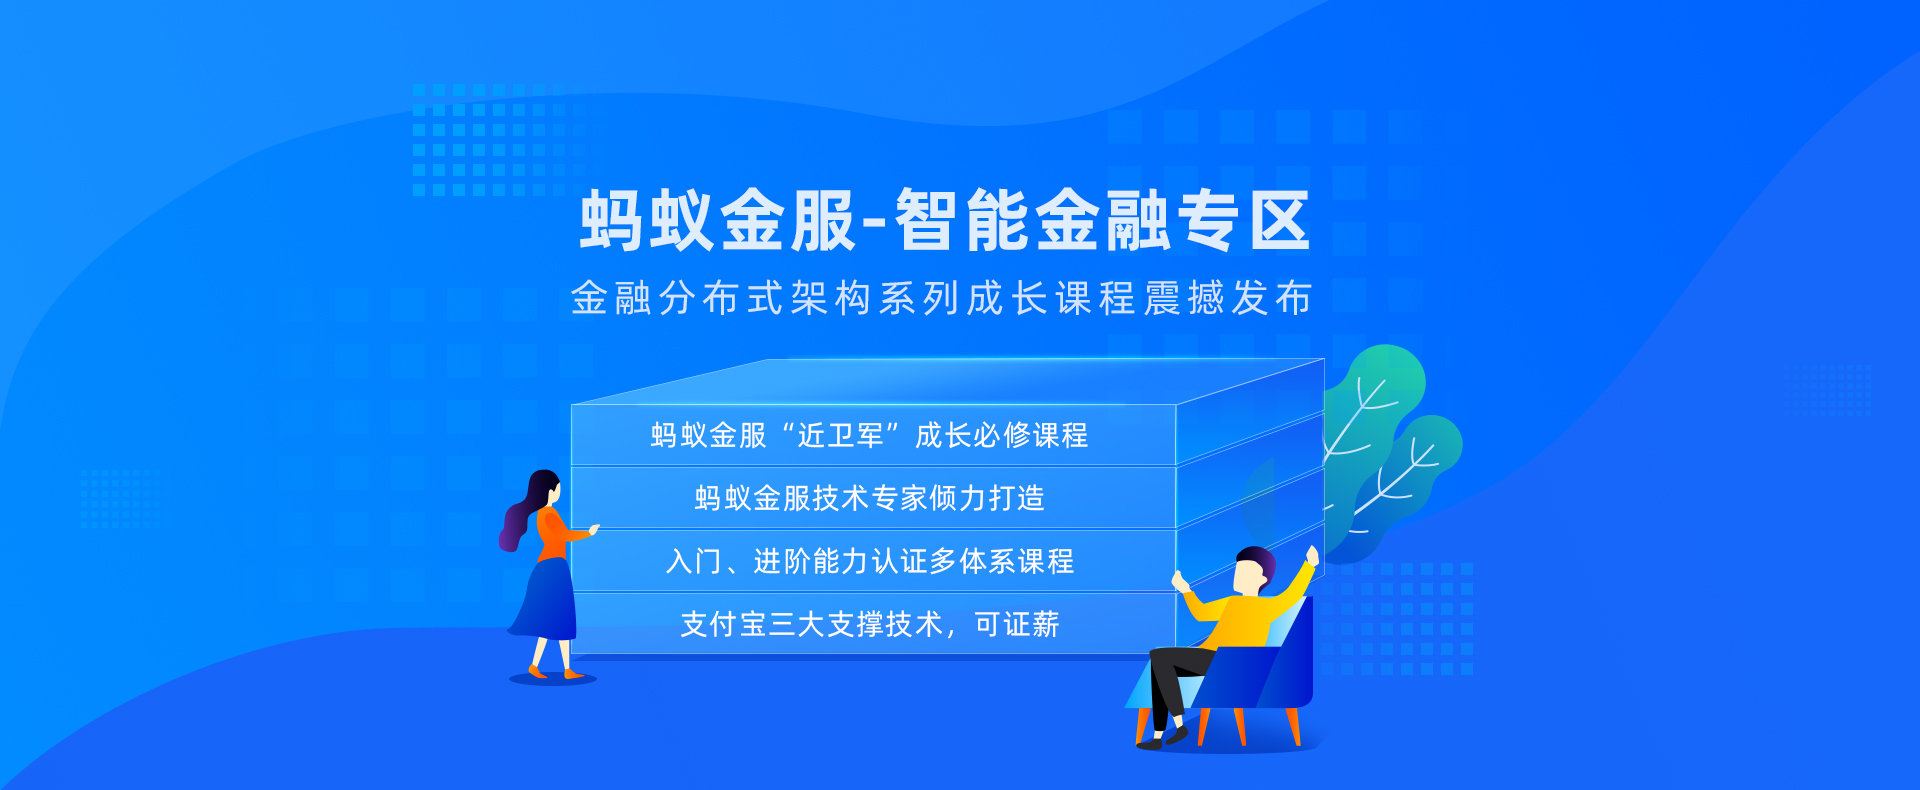 蚂蚁金服-智能金融专区
金融分布式架构系列成长课程震撼发布
蚂蚁金服“近卫军”成长必修课程
蚂蚁金服技术专家倾力打造
入门、进阶能力认证多体系课程
支付宝三大支撑技术，可证薪